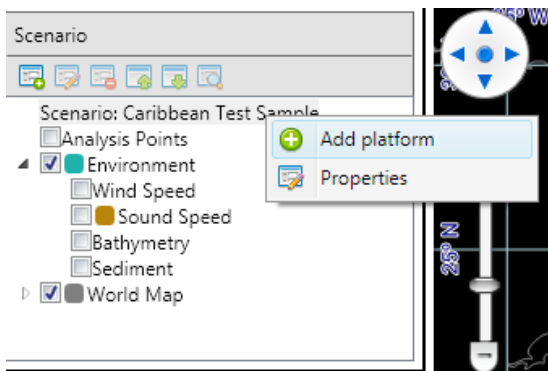 Scenario
Scenario: Caribbean Test Sample
Analysis Points
Environment
Wind Speed
Sound Speed
Bathymetry
Sediment
World Map
Add platform
Properties
25° N